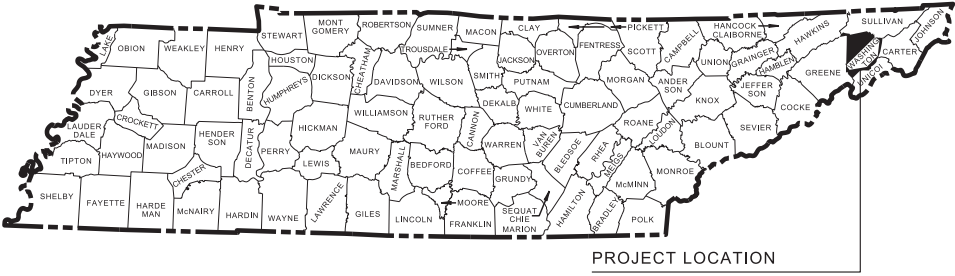 LAKE
OBION
WEAKLEY
HENRY
STEWART
MONT
GOMERY
ROBERTSON
SUMNER
MACON
CLAY
PICKETT
HANCOCK
CLAIBORNE
HAWKINS
SULLIVAN
JOHNSON
HOUSTON
CHEATHAM
TROUSDALE
JACKSON
OVERTON
FENTRESS
SCOTT
CAMPBELL
UNION
GRAINGER
HAMBLEN
GREENE
WASHING
TON
CARTER
UNICOI
DYER
GIBSON
CARROLL
BENTON
HUMPHREYS
DICKSON
DAVIDSON
WILSON
SMITH
PUTNAM
MORGAN
ANDER
SON
KNOX
JEFFER
SON
COCKE
LAUDER
DALE
CROCKETT
MADISON
HENDER
SON
DECATUR
PERRY
HICKMAN
WILLIAMSON
RUTHER
FORD
CANNON
DEKALB
WHITE
CUMBERLAND
ROANE
LOUDON
BLOUNT
SEVIER
TIPTON
HAYWOOD
CHESTER
LEWIS
MAURY
MARSHALL
BEDFORD
COFFEE
WARREN
VAN
BUREN
BLEDSOE
RHEA
MEIGS
MONROE
SHELBY
FAYETTE
HARDE
MAN
McNAIRY
HARDIN
WAYNE
LAWRENCE
GILES
LINCOLN
MOORE
FRANKLIN
GRUNDY
SEQUAT
CHIE
MARION
HAMILTON
BRADLEY
McMINN
POLK
PROJECT LOCATION